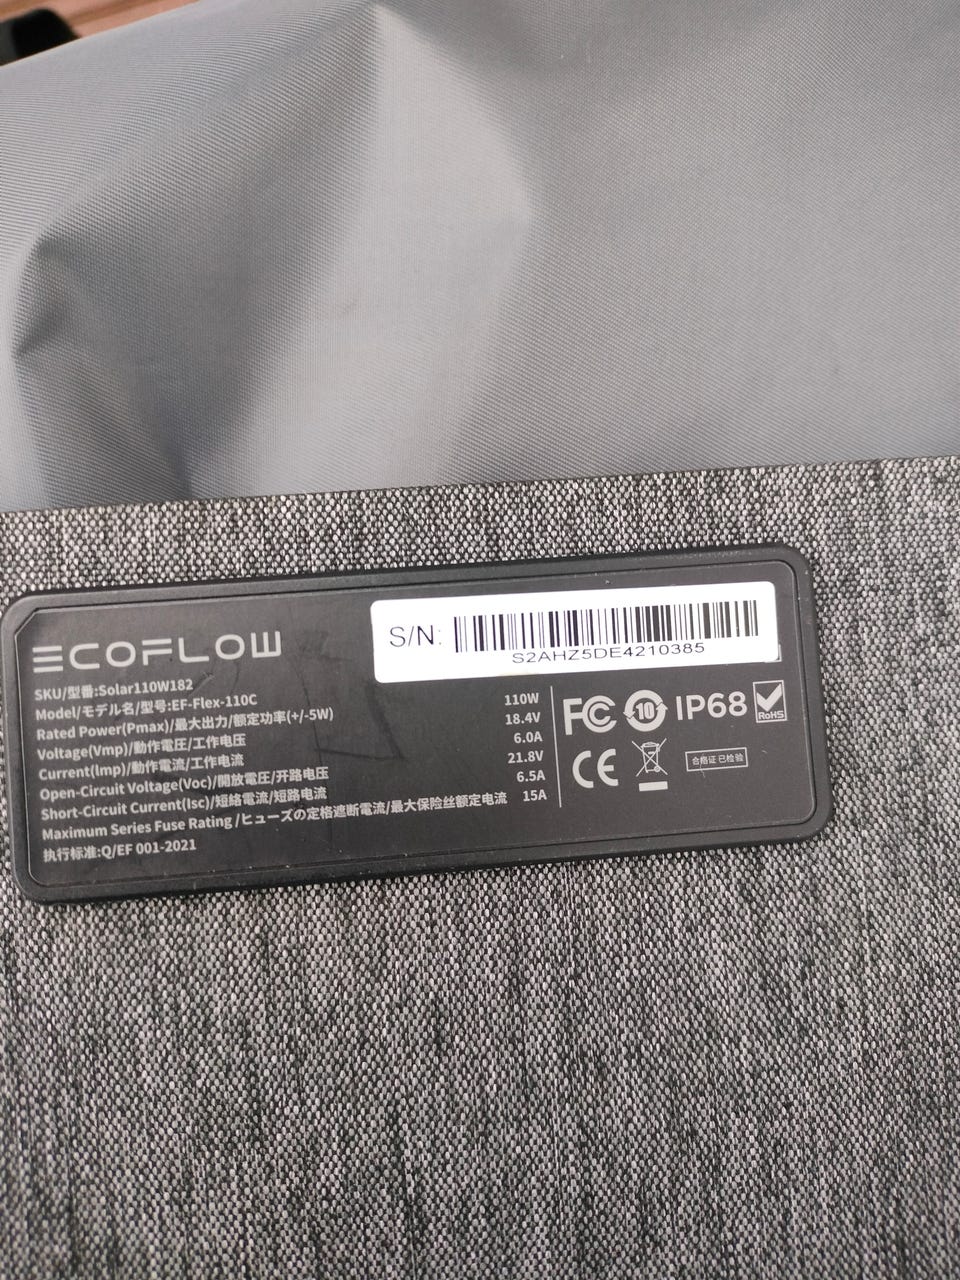 ECOFLOW
S/N:
S2AHZ5DE4210385
SKU/型番:Solar110W182
Model/モデル名/型号:EF-Flex-110C
Rated Power(Pmax)/最大出力/额定功率(+/-5W) 110W
Voltage(Vmp)/動作電圧/工作电压 18.4V
Current(Imp)/動作電流/工作电流 6.0A
Open-Circuit Voltage(Voc)/開放電圧/开路电压 21.8V
Short-Circuit Current(Isc)/短絡電流/短路电流 6.5A
Maximum Series Fuse Rating /ヒューズの定格遮断電流/最大保险丝额定电流 15A
执行标准:Q/EF 001-2021
FC 10 IP68 RoHS
CE 合格证 已检验